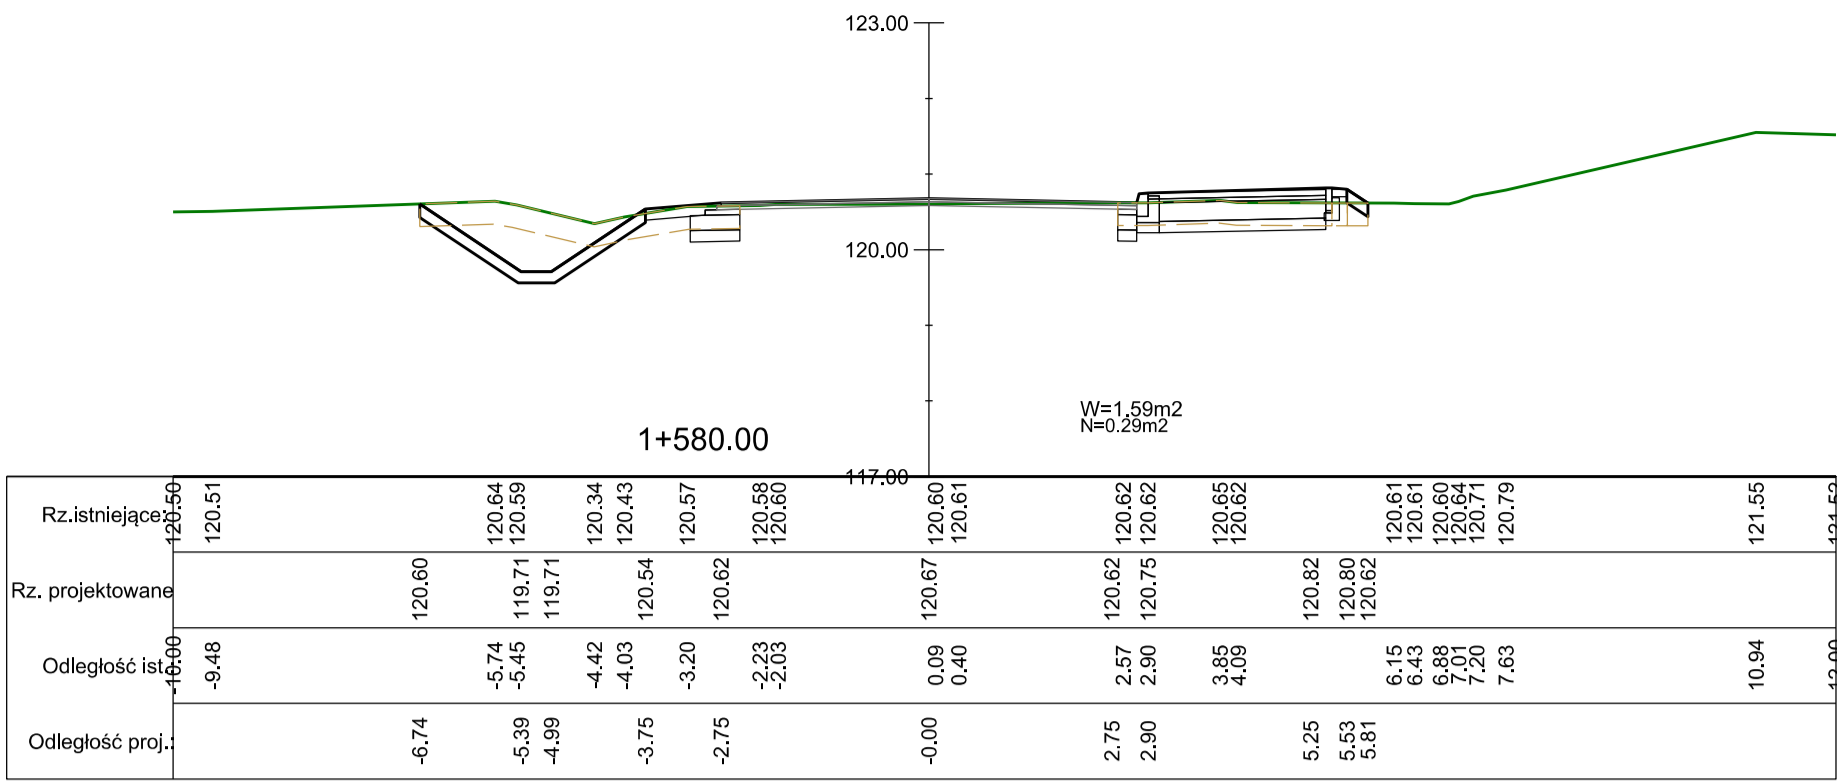 123.00
120.00
W=1.59m2
N=0.29m2
1+580.00
117.00
Rz.istniejące: 120.50 120.51 120.64 120.59 120.34 120.43 120.57 120.58 120.60 120.60 120.61 120.62 120.62 120.65 120.62 120.61 120.61 120.60 120.64 120.71 120.79 121.55
Rz. projektowane 120.60 119.71 119.71 120.54 120.62 120.67 120.62 120.75 120.82 120.80 120.62
Odległość ist.: -10.00 -9.48 -5.74 -5.45 -4.42 -4.03 -3.20 -2.23 -2.03 0.09 0.40 2.57 2.90 3.85 4.09 6.15 6.43 6.88 7.01 7.20 7.63 10.94
Odległość proj.: -6.74 -5.39 -4.99 -3.75 -2.75 -0.00 2.75 2.90 5.25 5.53 5.81